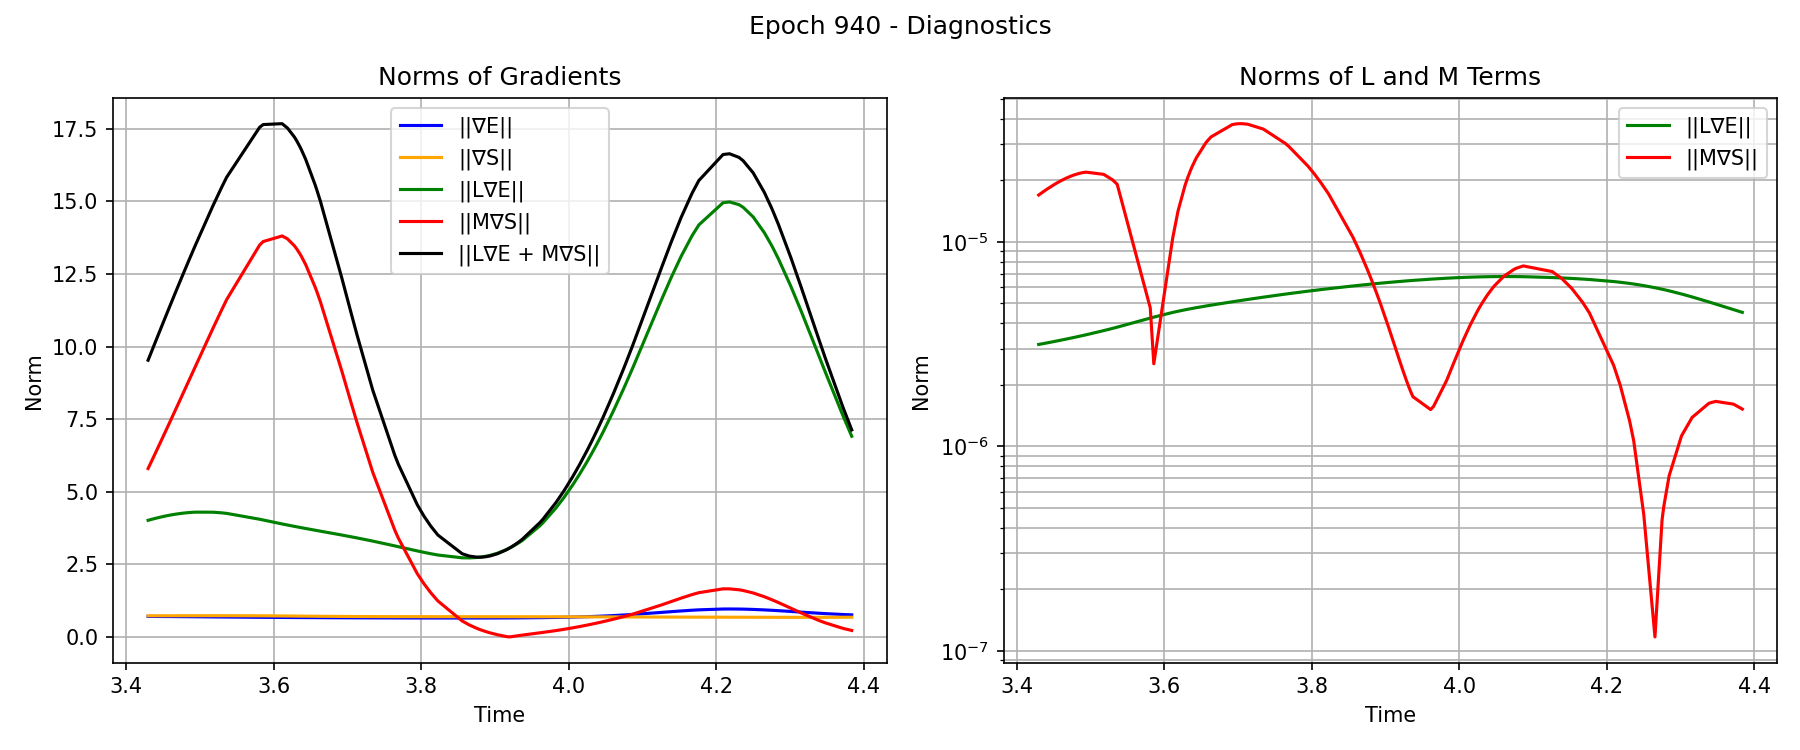 Epoch 940 - Diagnostics
Norms of Gradients
||∇E||
||∇S||
||L∇E||
||M∇S||
||L∇E + M∇S||
Norm
17.5
15.0
12.5
10.0
7.5
5.0
2.5
0.0
3.4 3.6 3.8 4.0 4.2 4.4
Time
Norms of L and M Terms
||L∇E||
||M∇S||
Norm
10⁻⁵
10⁻⁶
10⁻⁷
3.4 3.6 3.8 4.0 4.2 4.4
Time